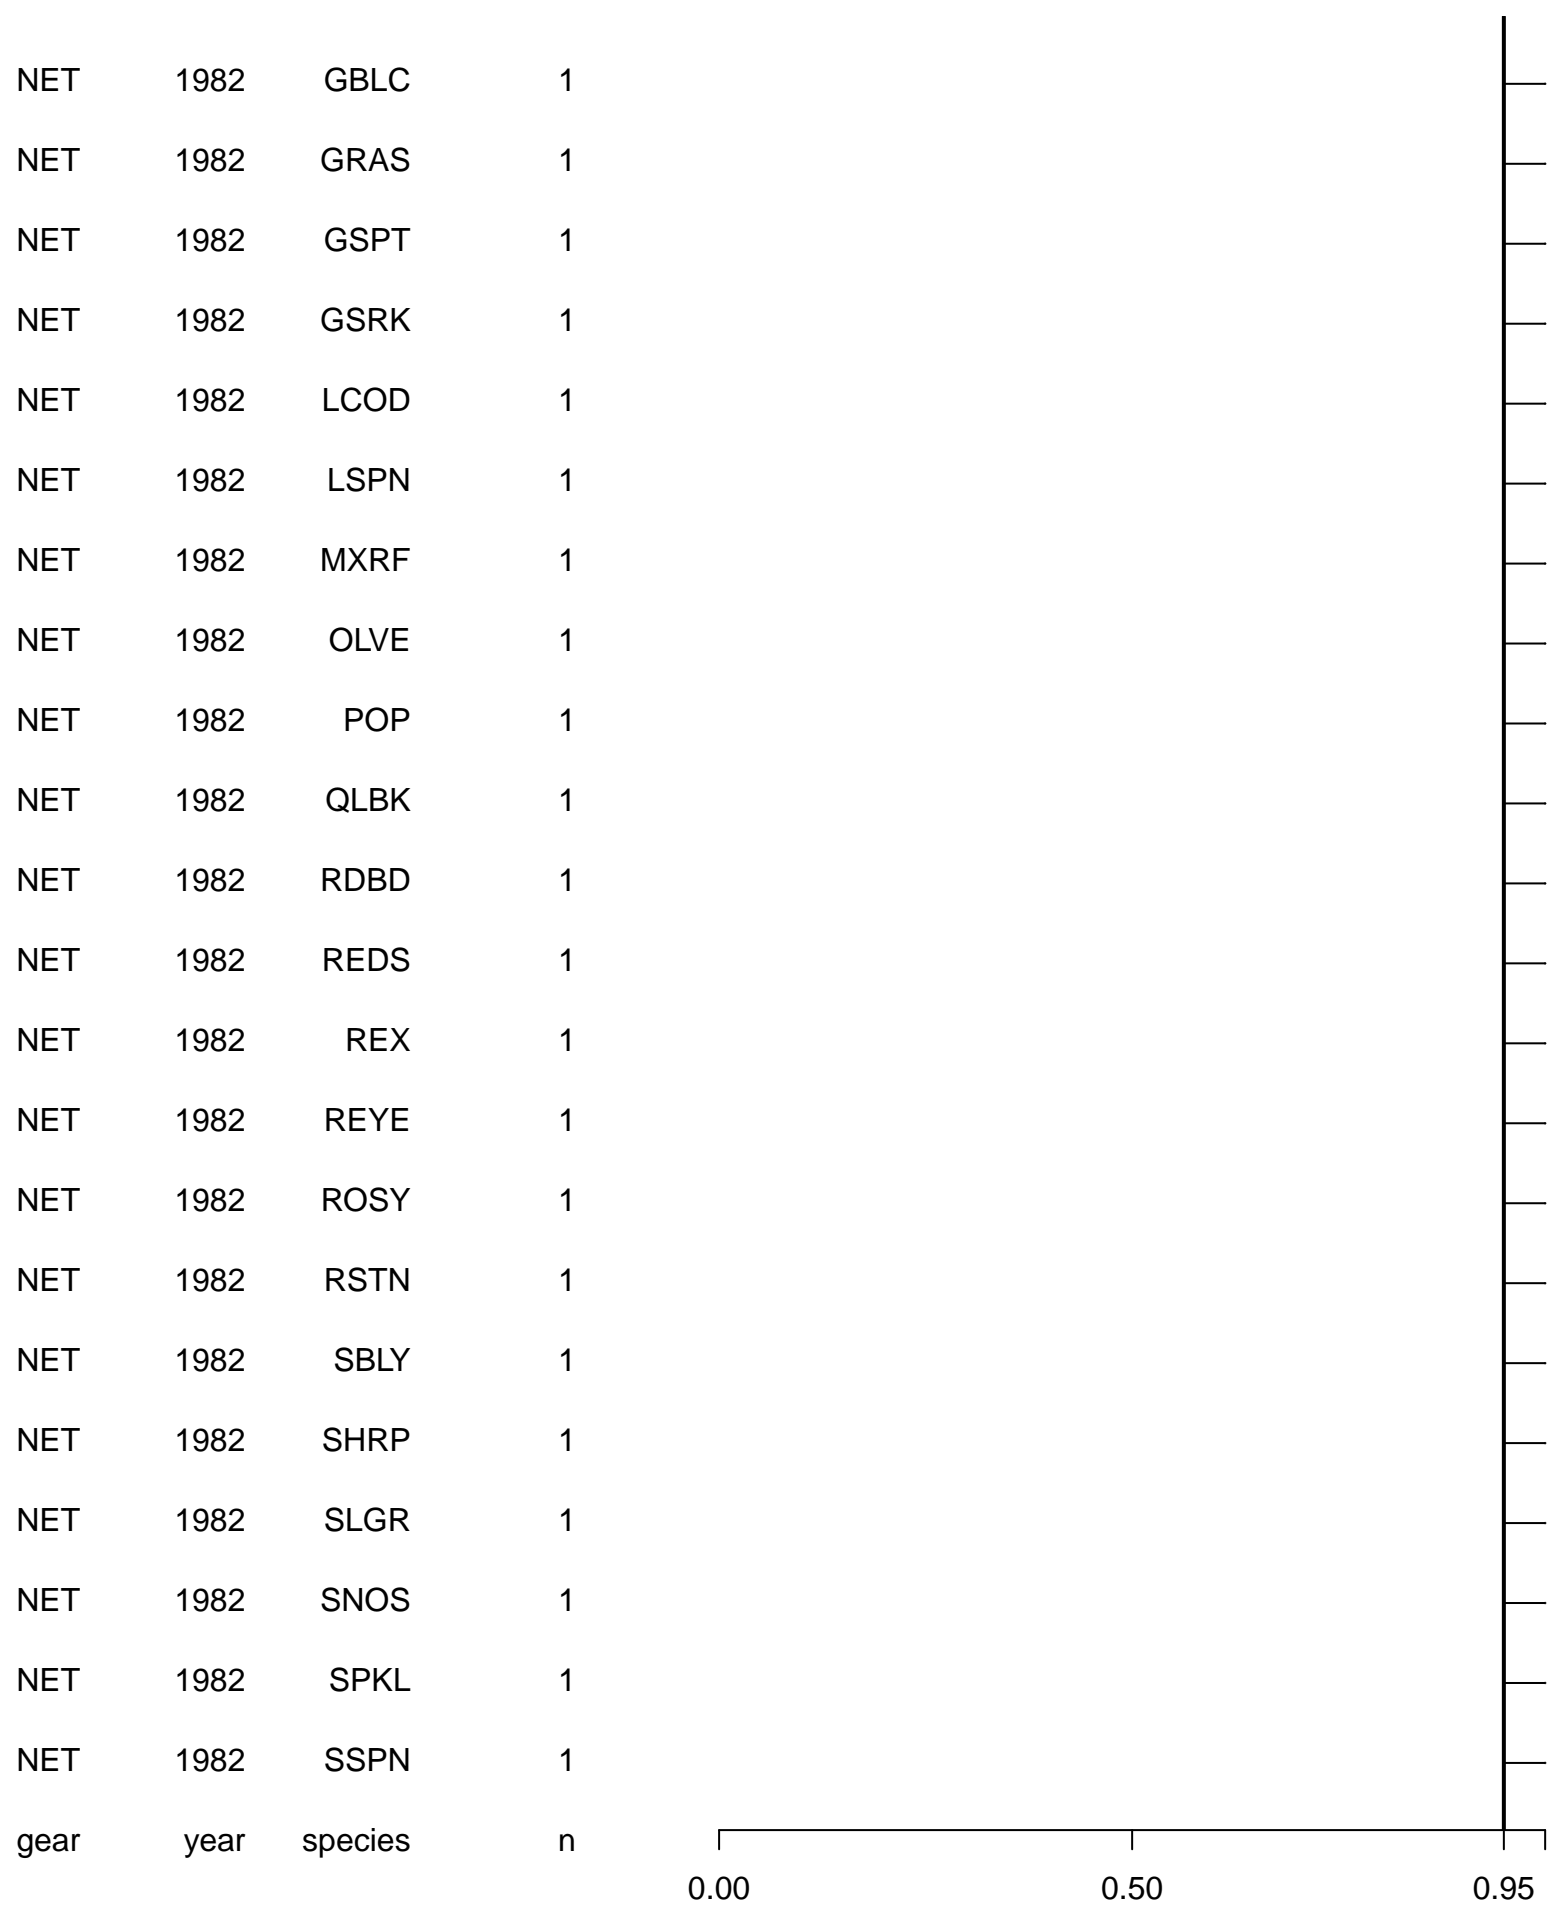 NET 1982 GBLC 1
NET 1982 GRAS 1
NET 1982 GSPT 1
NET 1982 GSRK 1
NET 1982 LCOD 1
NET 1982 LSPN 1
NET 1982 MXRF 1
NET 1982 OLVE 1
NET 1982 POP 1
NET 1982 QLBK 1
NET 1982 RDBD 1
NET 1982 REDS 1
NET 1982 REX 1
NET 1982 REYE 1
NET 1982 ROSY 1
NET 1982 RSTN 1
NET 1982 SBLY 1
NET 1982 SHRP 1
NET 1982 SLGR 1
NET 1982 SNOS 1
NET 1982 SPKL 1
NET 1982 SSPN 1
gear year species n
0.00 0.50 0.95